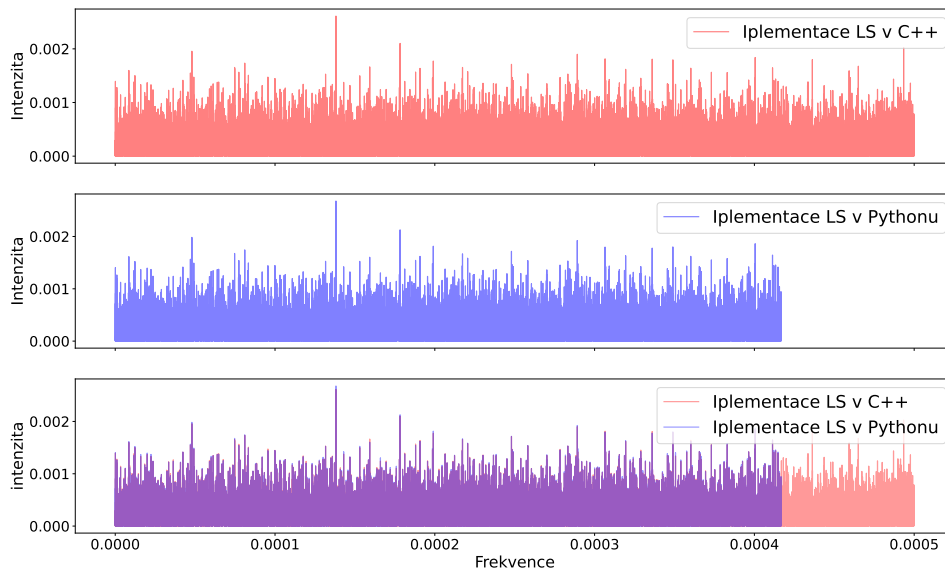 Iplementace LS v C++
Intenzita
0.002
0.001
0.000
Iplementace LS v Pythonu
Intenzita
0.002
0.001
0.000
Iplementace LS v C++
Iplementace LS v Pythonu
intenzita
0.002
0.001
0.000
0.0000 0.0001 0.0002 0.0003 0.0004 0.0005
Frekvence